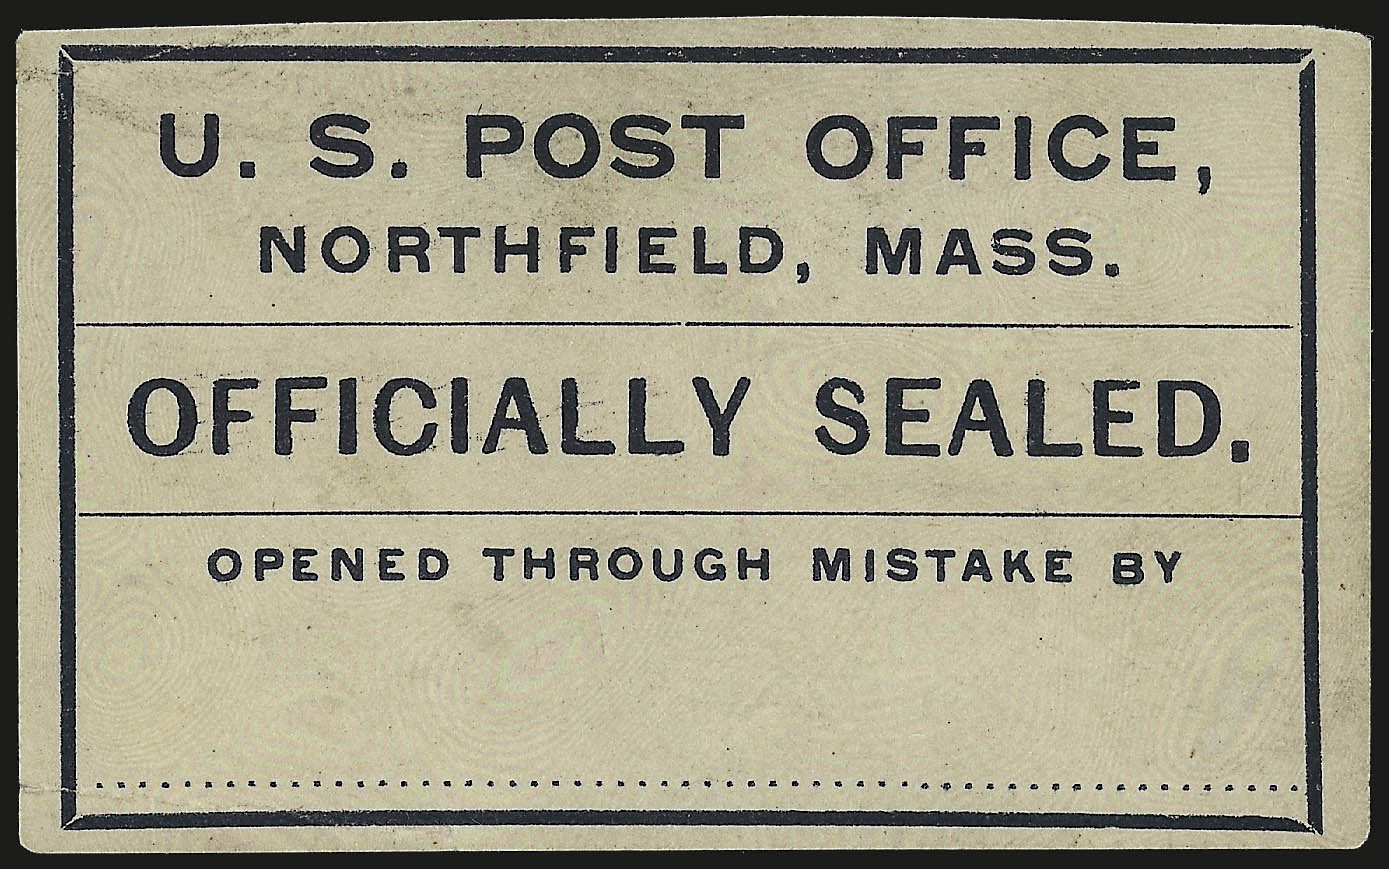 U. S. POST OFFICE,
NORTHFIELD, MASS.
OFFICIALLY SEALED.
OPENED THROUGH MISTAKE BY